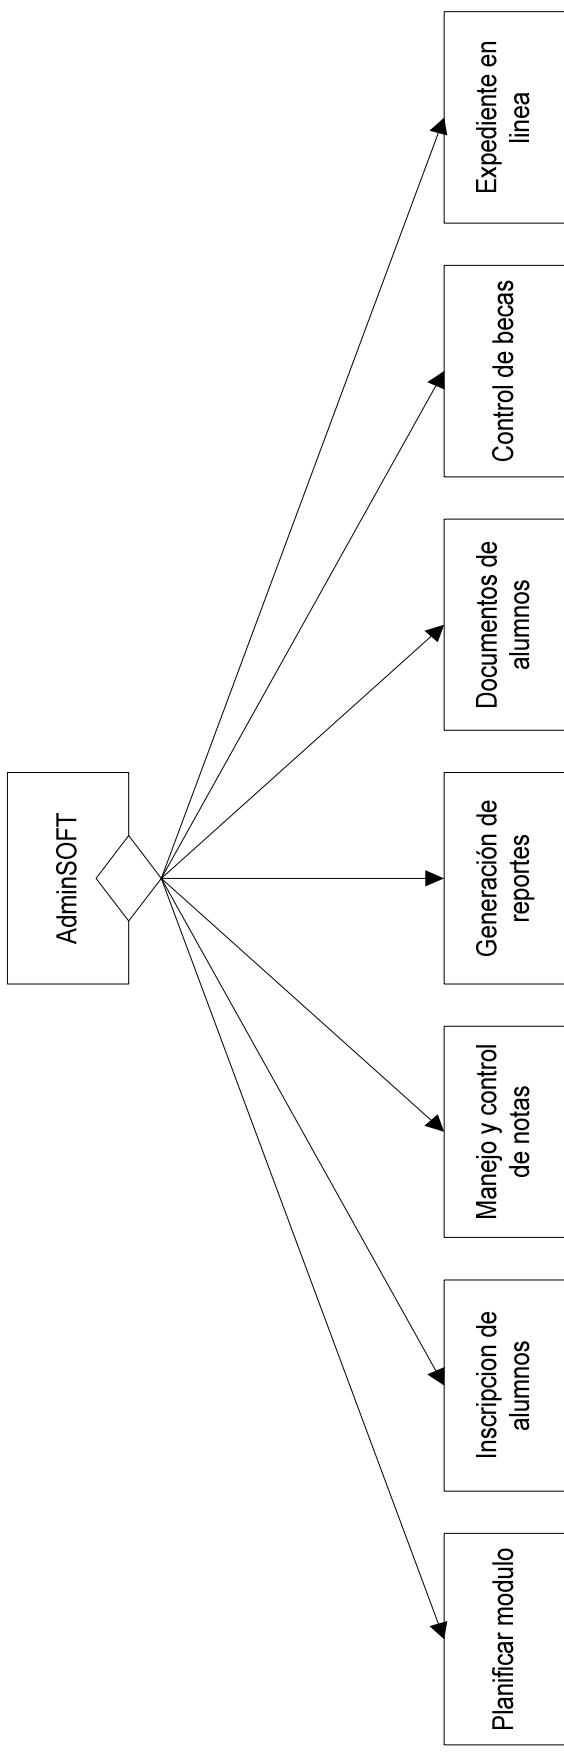 AdminSOFT
Planificar modulo
Inscripcion de
alumnos
Manejo y control
de notas
Generación de
reportes
Documentos de
alumnos
Control de becas
Expediente en
linea